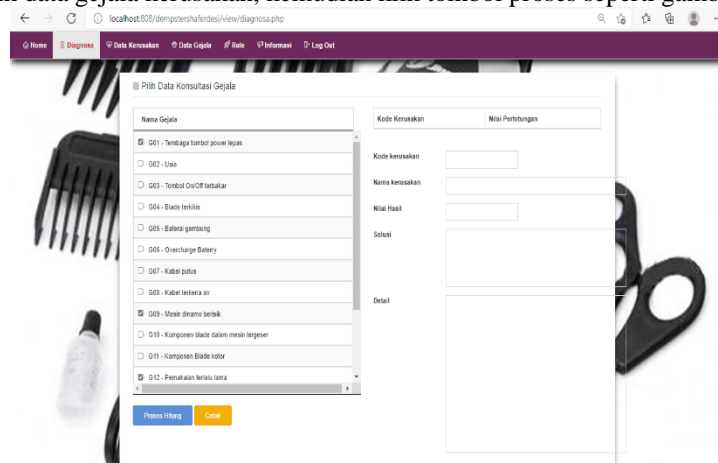 data gejala kerusakan, kemudian klik tombol proses seperti gamb
localhost:808/dempstershaferdesi/view/diagnosa.php
Home Diagnosa Data Kerusakan Data Gejala Rule Informasi Log Out
Pilih Data Konsultasi Gejala
Nama Gejala
G01 - Tembaga tombol power lepas.
G02 - Usia
G03 - Tombol On/Off terbakar
G04 - Blade terkikis
G05 - Baterai gembung
G06 - Overcharge Baterry
G07 - Kabel putus
G08 - Kabel terkena air
G09 - Mesin dinamo berisik
G10 - Komponen blade dalam mesin tergeser
G11 - Komponen Blade kotor
G12 - Pemakaian terlalu lama
Proses Hitung Cetak
Kode Kerusakan Nilai Perhitungan
Kode kerusakan
Nama kerusakan
Nilai Hasil
Solusi
Detail